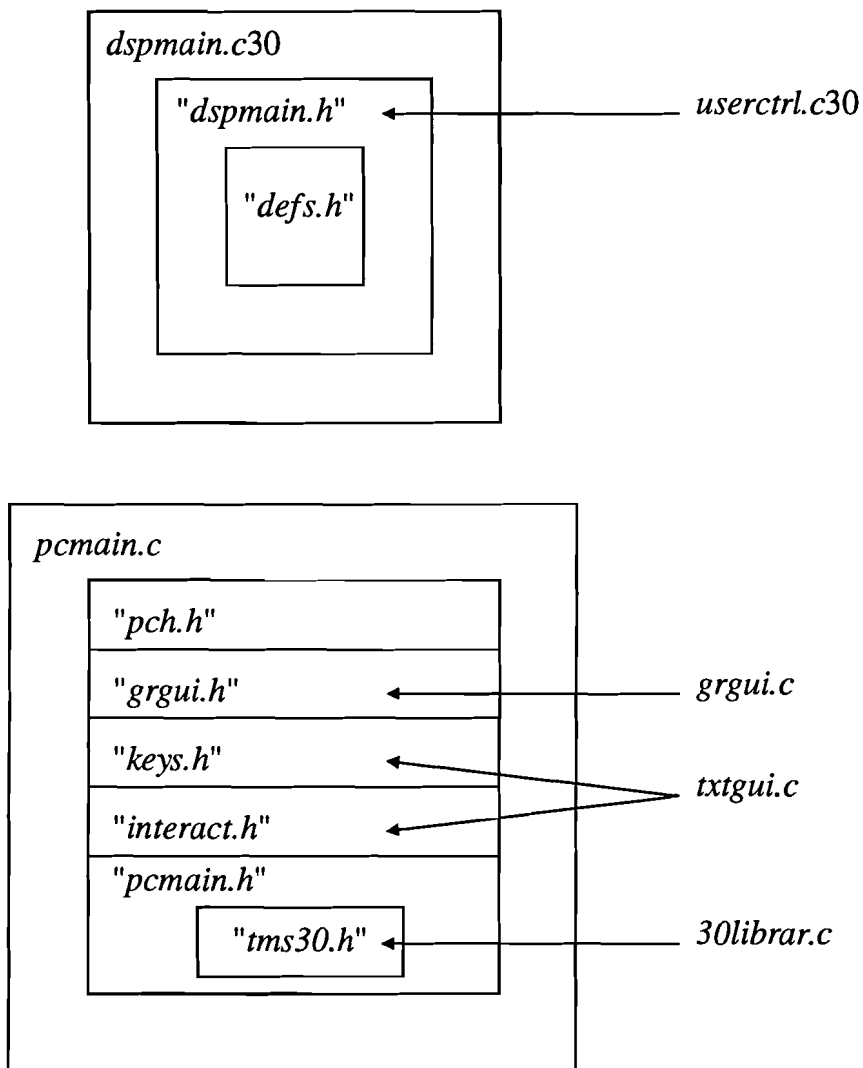 dspmain.c30
"dspmain.h"
userctrl.c30
"defs.h"
pcmain.c
"pch.h"
"grgui.h"
grgui.c
"keys.h"
txtgui.c
"interact.h"
"pcmain.h"
"tms30.h"
30librar.c